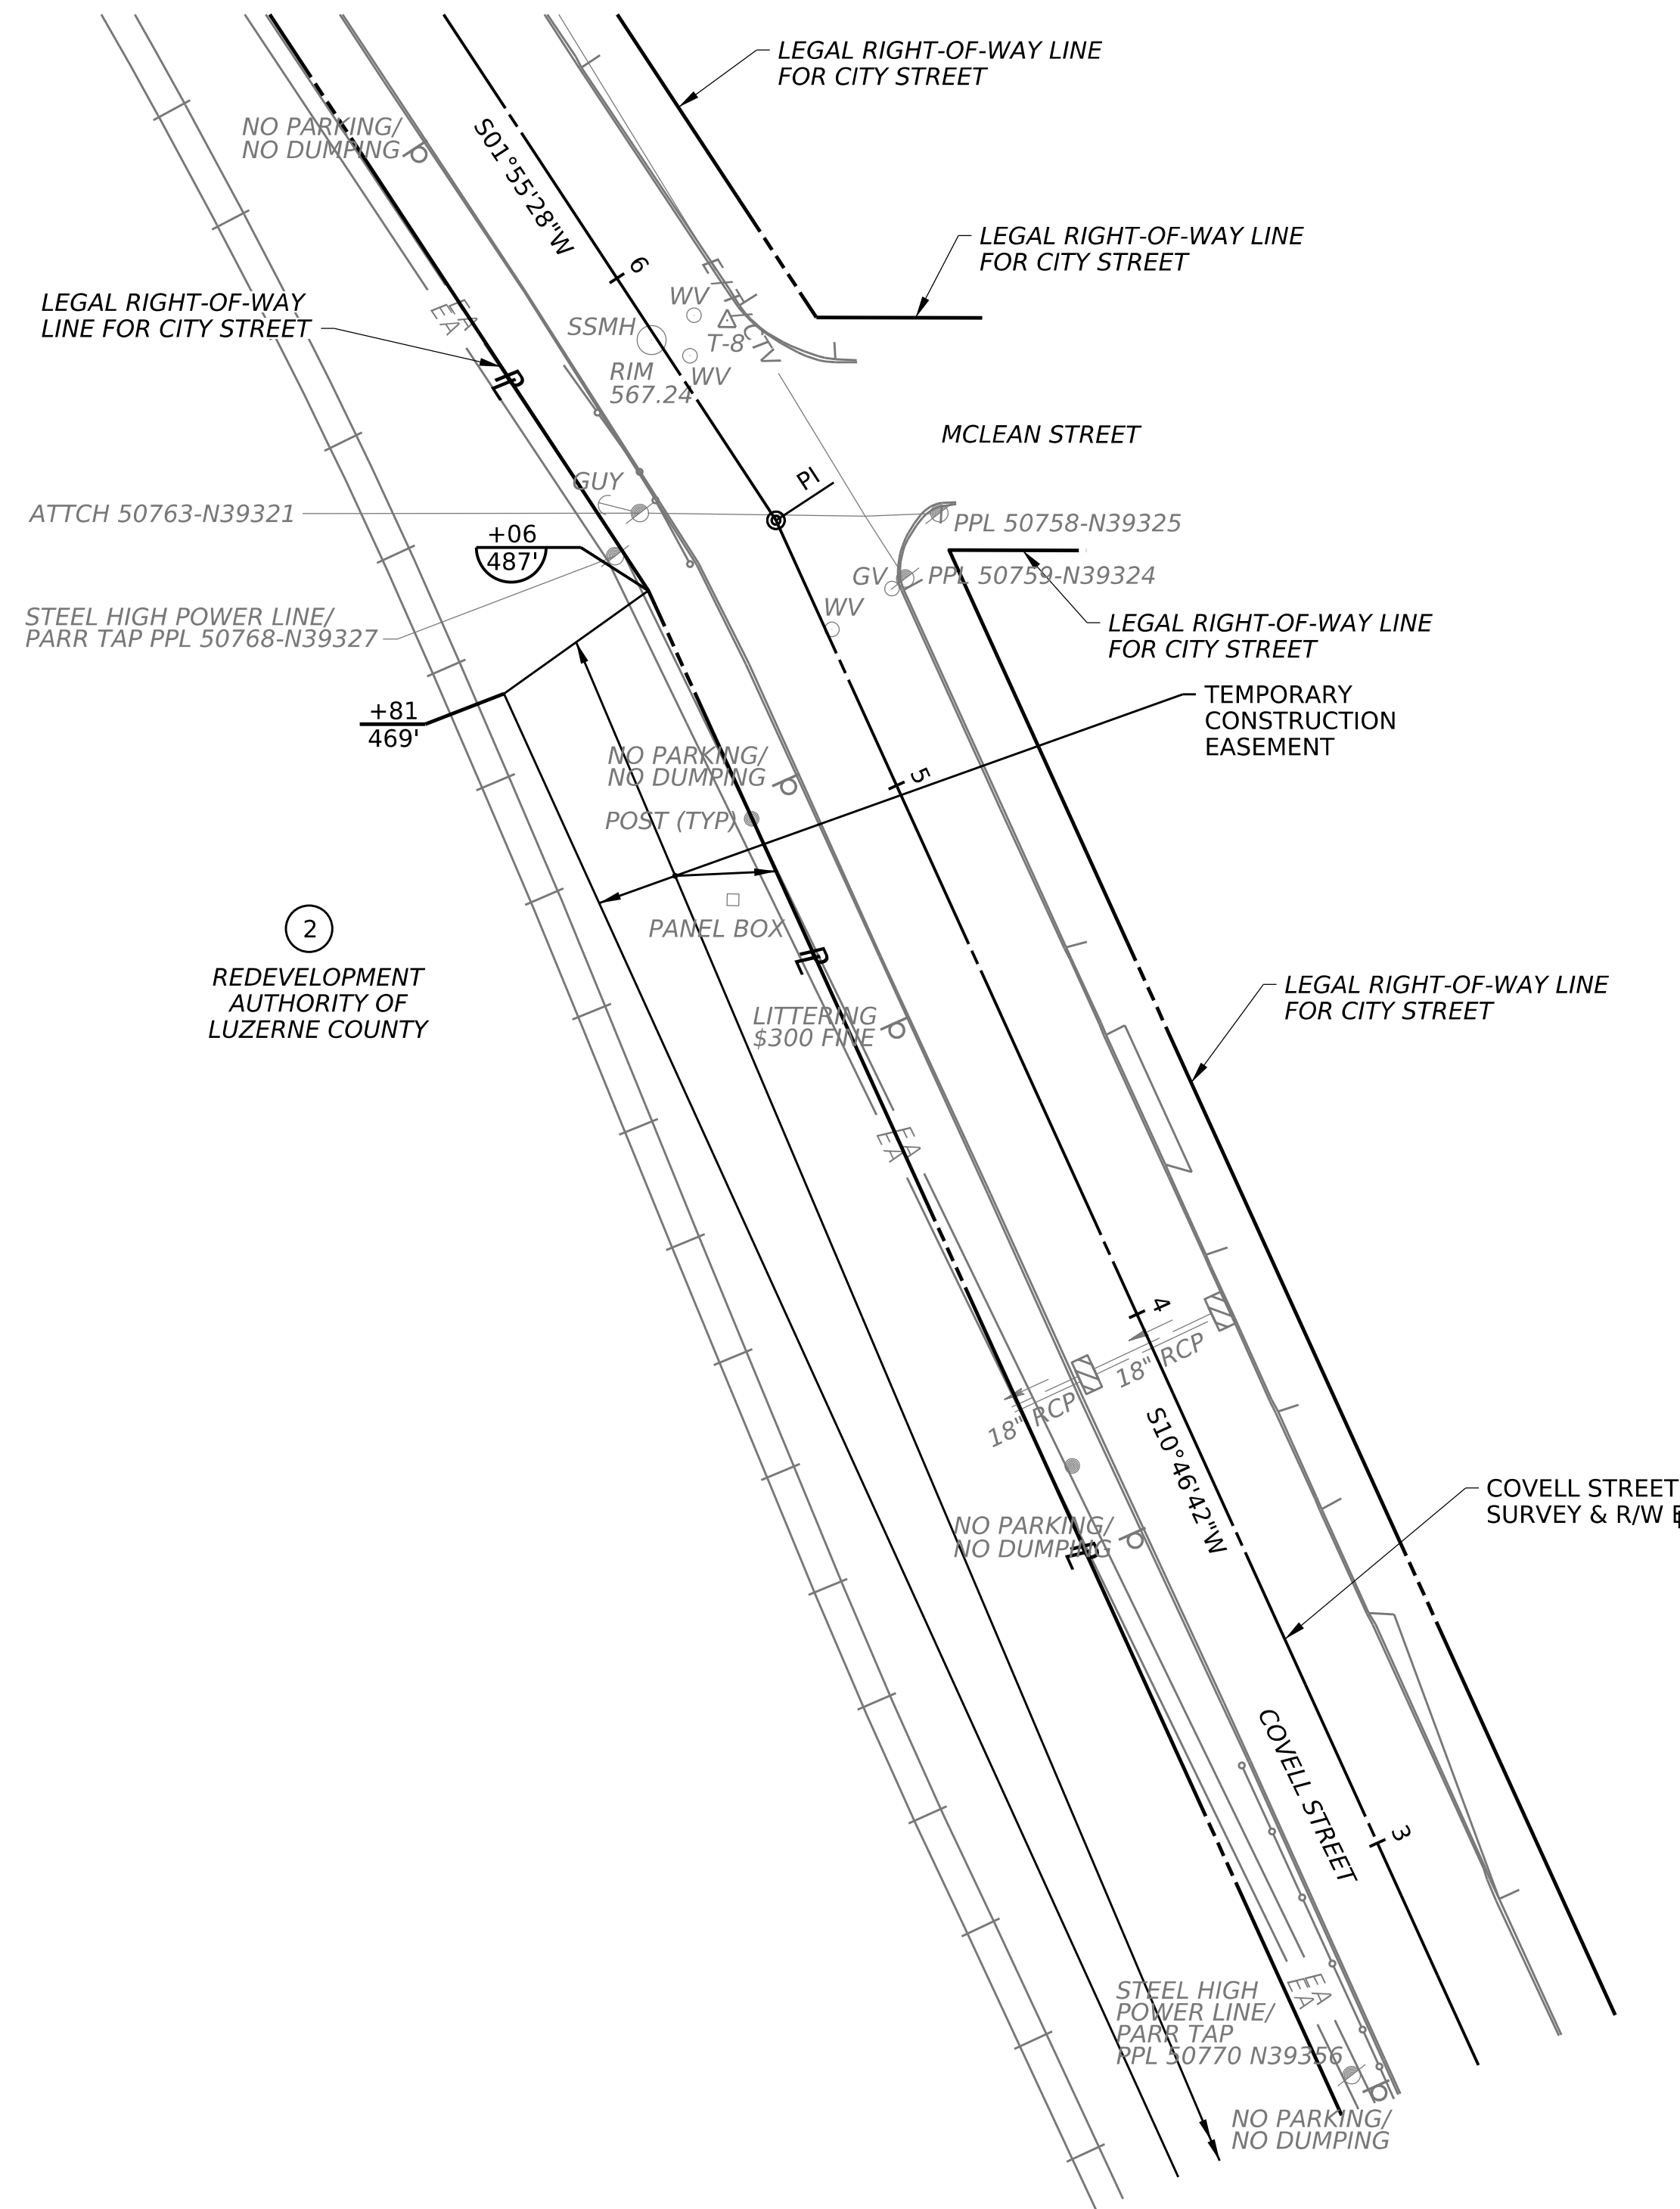 LEGAL RIGHT-OF-WAY LINE
FOR CITY STREET
NO PARKING/
NO DUMPING
S01°55'28"W
LEGAL RIGHT-OF-WAY LINE
FOR CITY STREET
6
E/T/CTV
WV
LEGAL RIGHT-OF-WAY
LINE FOR CITY STREET
EA
EA
SSMH
T-8
RIM
567.24
WV
PL
MCLEAN STREET
PI
GUY
ATTCH 50763-N39321
PPL 50758-N39325
+06
487'
GV
PPL 50759-N39324
WV
STEEL HIGH POWER LINE/
PARR TAP PPL 50768-N39327
LEGAL RIGHT-OF-WAY LINE
FOR CITY STREET
+81
469'
TEMPORARY
CONSTRUCTION
EASEMENT
NO PARKING/
NO DUMPING
5
POST (TYP)
PANEL BOX
2
REDEVELOPMENT
AUTHORITY OF
LUZERNE COUNTY
PL
LEGAL RIGHT-OF-WAY LINE
FOR CITY STREET
LITTERING
$300 FINE
EA
EA
4
18" RCP
18" RCP
S10°46'42"W
COVELL STREET
SURVEY & R/W
NO PARKING/
NO DUMPING
PL
COVELL STREET
3
EA
EA
STEEL HIGH
POWER LINE/
PARR TAP
PPL 50770 N39356
NO PARKING/
NO DUMPING